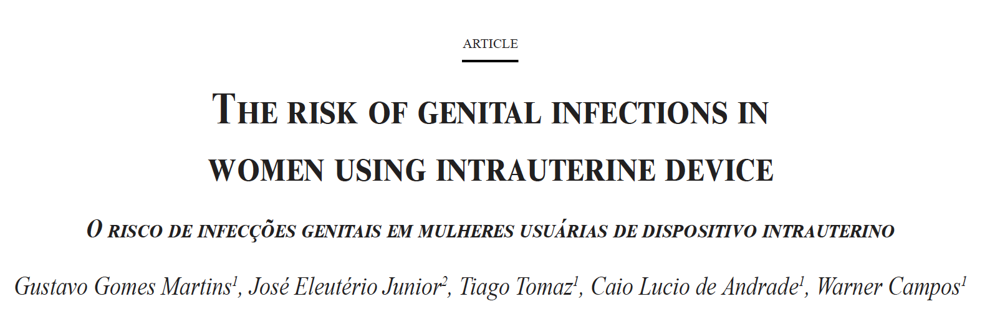 ARTICLE
The risk of genital infections in
women using intrauterine device
O risco de infecções genitais em mulheres usuárias de dispositivo intrauterino
Gustavo Gomes Martins¹, José Eleutério Junior², Tiago Tomaz¹, Caio Lucio de Andrade¹, Warner Campos¹